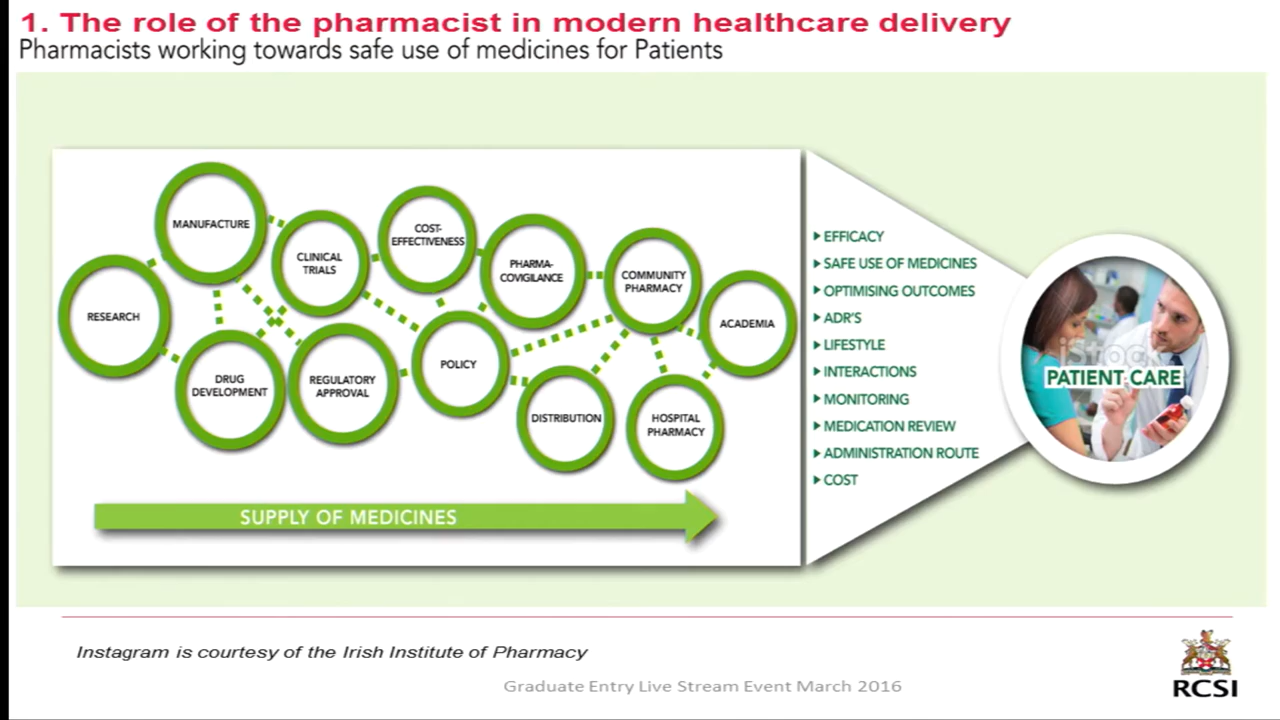 1. The role of the pharmacist in modern healthcare delivery
Pharmacists working towards safe use of medicines for Patients
MANUFACTURE
COST-
EFFECTIVENESS
CLINICAL
TRIALS
PHARMA-
COVIGILANCE
COMMUNITY
PHARMACY
RESEARCH
ACADEMIA
DRUG
DEVELOPMENT
REGULATORY
APPROVAL
POLICY
DISTRIBUTION
HOSPITAL
PHARMACY
SUPPLY OF MEDICINES
EFFICACY
SAFE USE OF MEDICINES
OPTIMISING OUTCOMES
ADR'S
LIFESTYLE
INTERACTIONS
MONITORING
MEDICATION REVIEW
ADMINISTRATION ROUTE
COST
iStock
PATIENT CARE
Instagram is courtesy of the Irish Institute of Pharmacy
Graduate Entry Live Stream Event March 2016
RCSI